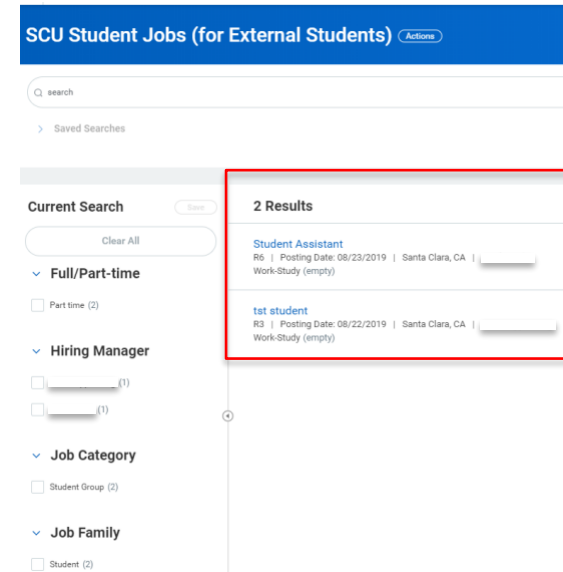 SCU Student Jobs (for External Students) Actions
search
Saved Searches
Current Search Save
Clear All
Full/Part-time
Part time (2)
Hiring Manager
(1)
(1)
Job Category
Student Group (2)
Job Family
Student (2)
2 Results
Student Assistant
R6 | Posting Date: 08/23/2019 | Santa Clara, CA |
Work-Study (empty)
tst student
R3 | Posting Date: 08/22/2019 | Santa Clara, CA |
Work-Study (empty)